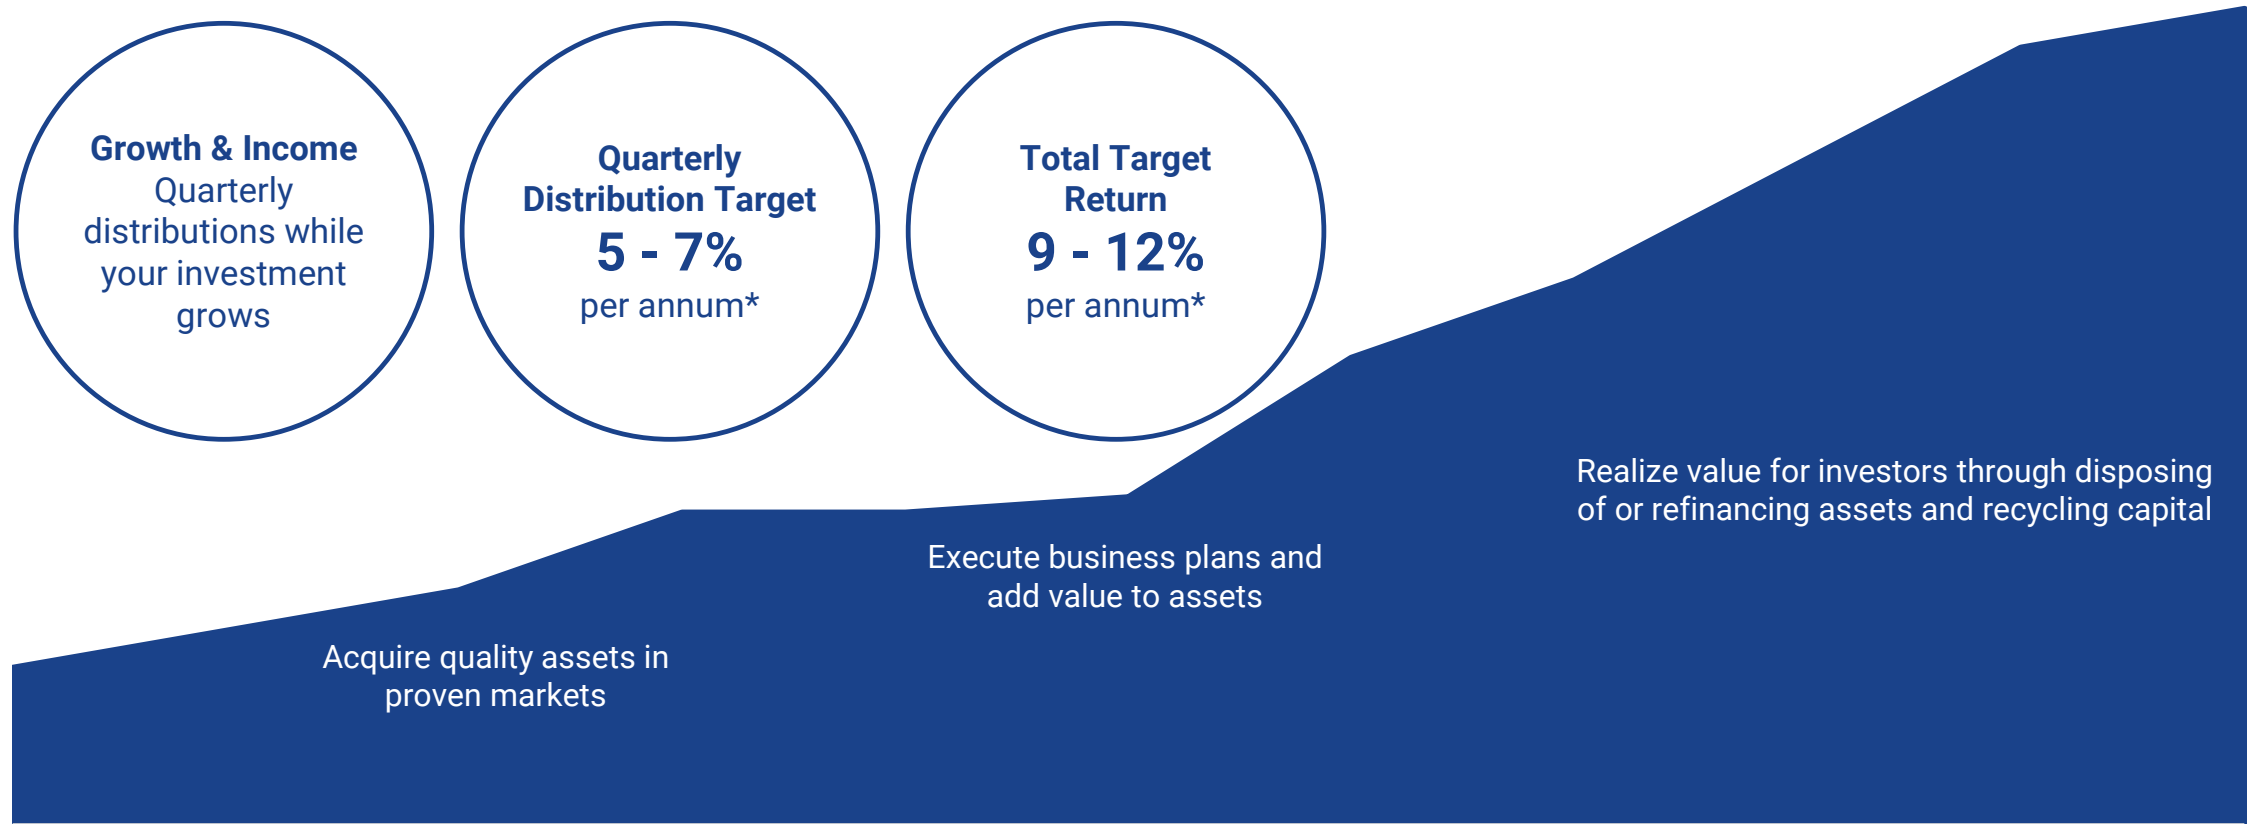 Growth & Income
Quarterly
distributions while
your investment
grows
Quarterly
Distribution Target
5 - 7%
per annum*
Total Target
Return
9 - 12%
per annum*
Acquire quality assets in
proven markets
Execute business plans and
add value to assets
Realize value for investors through disposing
of or refinancing assets and recycling capital